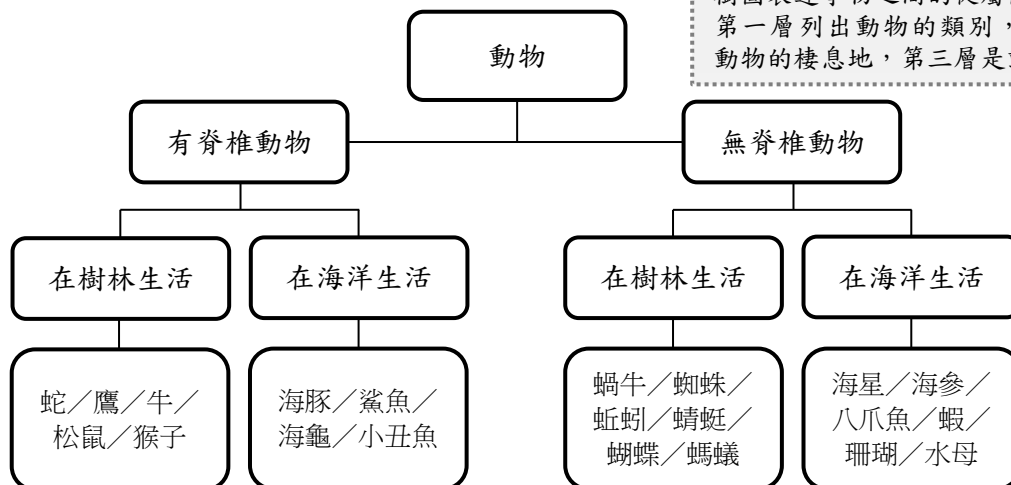 第一層列出動物的類別，
動物的棲息地，第三層是
動物
有脊椎動物
無脊椎動物
在樹林生活
在海洋生活
在樹林生活
在海洋生活
蛇／鷹／牛／
松鼠／猴子
海豚／鯊魚／
海龜／小丑魚
蝸牛／蜘蛛／
蚯蚓／蜻蜓／
蝴蝶／螞蟻
海星／海參／
八爪魚／蝦／
珊瑚／水母